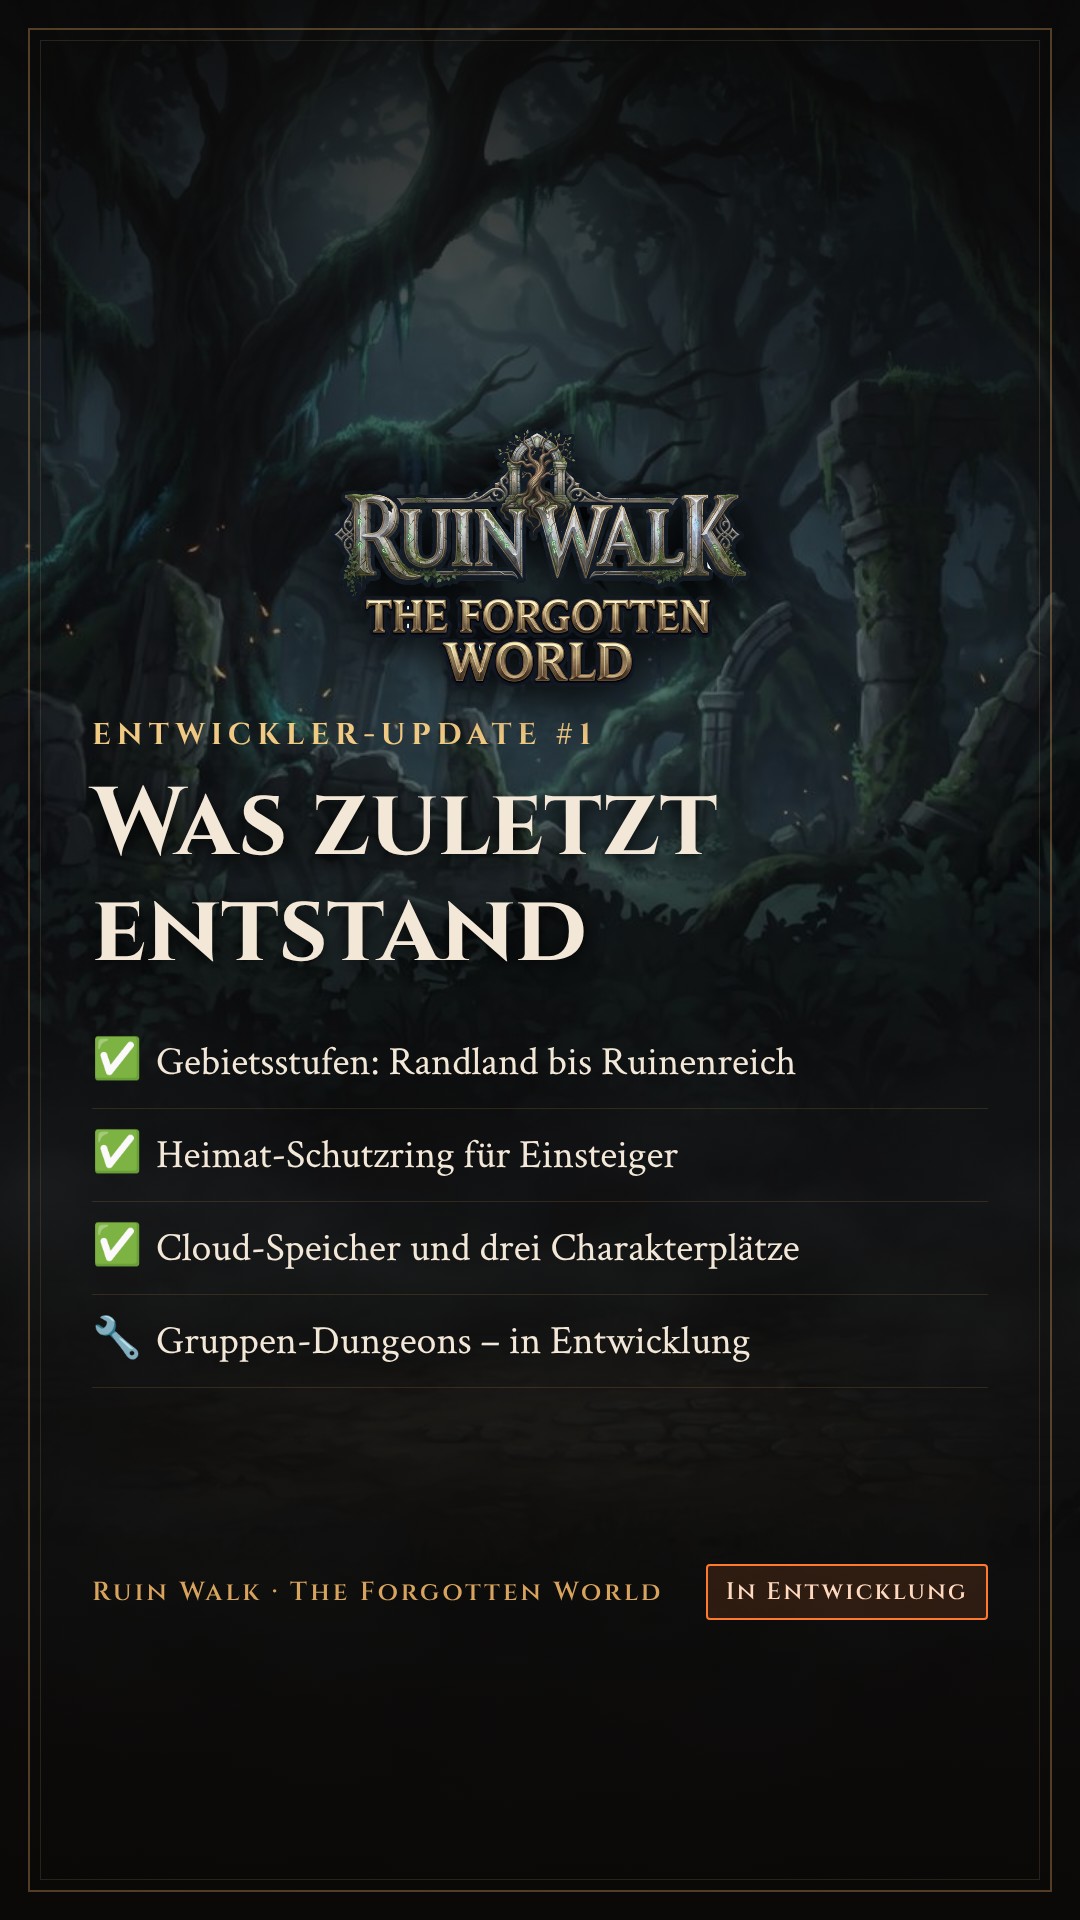 RUIN WALK
THE FORGOTTEN
WORLD
ENTWICKLER-UPDATE #1
WAS ZULETZT
ENTSTAND
✅ Gebietsstufen: Randland bis Ruinenreich
✅ Heimat-Schutzring für Einsteiger
✅ Cloud-Speicher und drei Charakterplätze
🔧 Gruppen-Dungeons – in Entwicklung
RUIN WALK · THE FORGOTTEN WORLD
IN ENTWICKLUNG